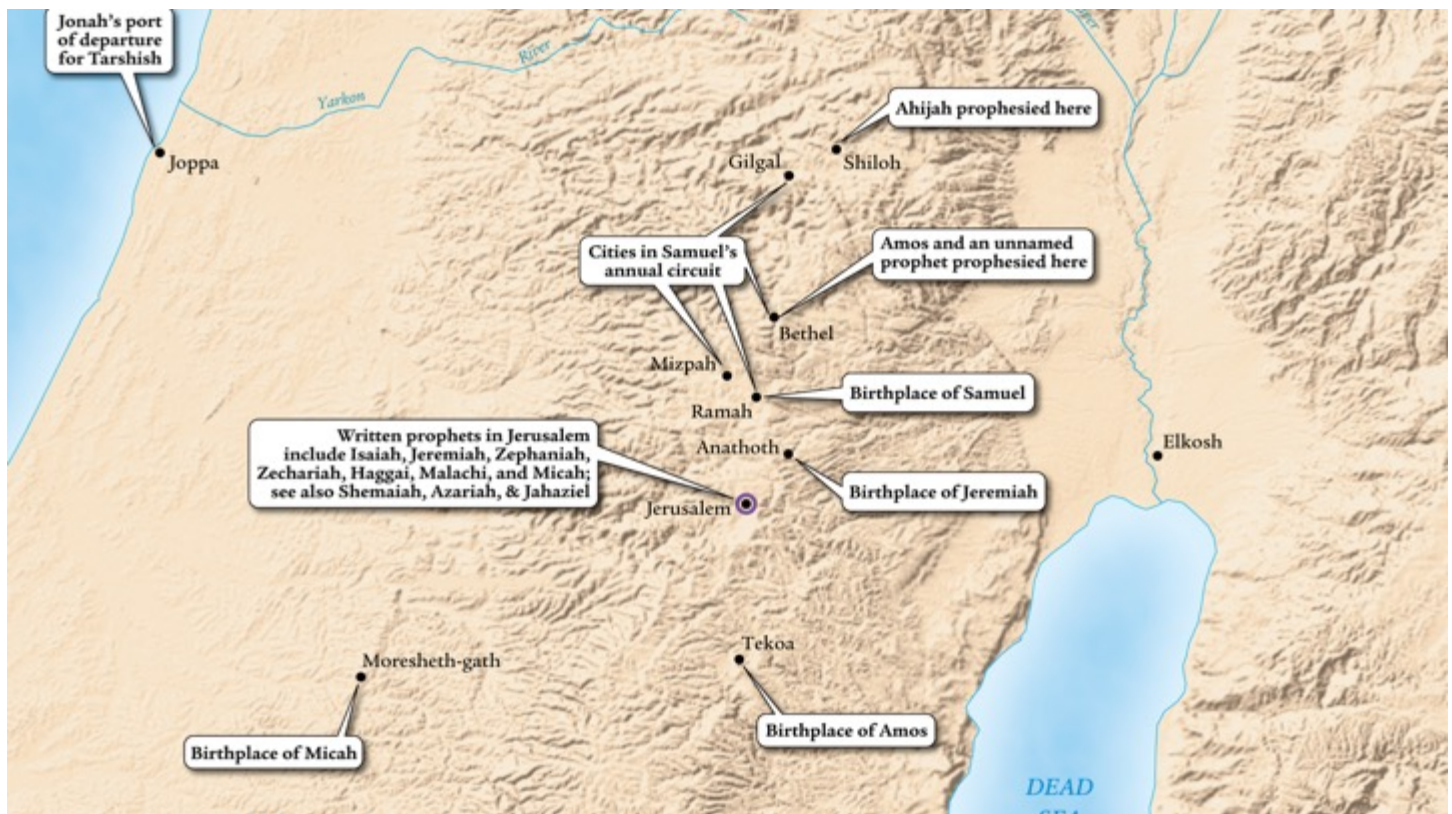 Jonah’s port
of departure
for Tarshish
River
Yarkon
Joppa
Ahijah prophesied here
Gilgal
Shiloh
Cities in Samuel’s
annual circuit
Amos and an unnamed
prophet prophesied here
Bethel
Mizpah
Ramah
Birthplace of Samuel
Written prophets in Jerusalem
include Isaiah, Jeremiah, Zephaniah,
Zechariah, Haggai, Malachi, and Micah;
see also Shemaiah, Azariah, & Jahaziel
Anathoth
Elkosh
Birthplace of Jeremiah
Jerusalem
Tekoa
Moresheth-gath
Birthplace of Amos
Birthplace of Micah
DEAD
SEA